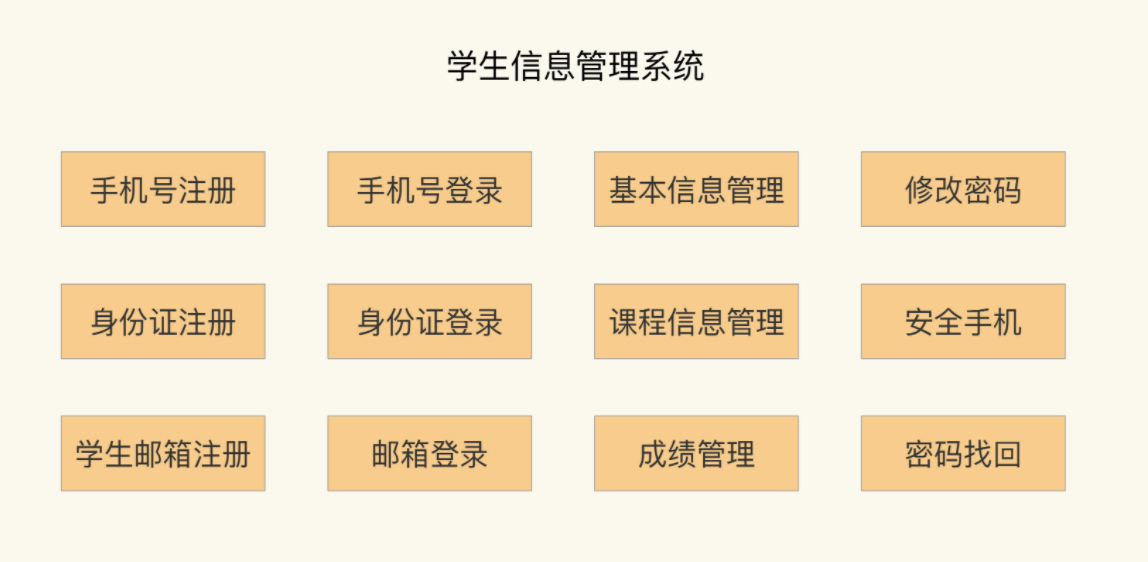 学生信息管理系统
手机号注册
手机号登录
基本信息管理
修改密码
身份证注册
身份证登录
课程信息管理
安全手机
学生邮箱注册
邮箱登录
成绩管理
密码找回